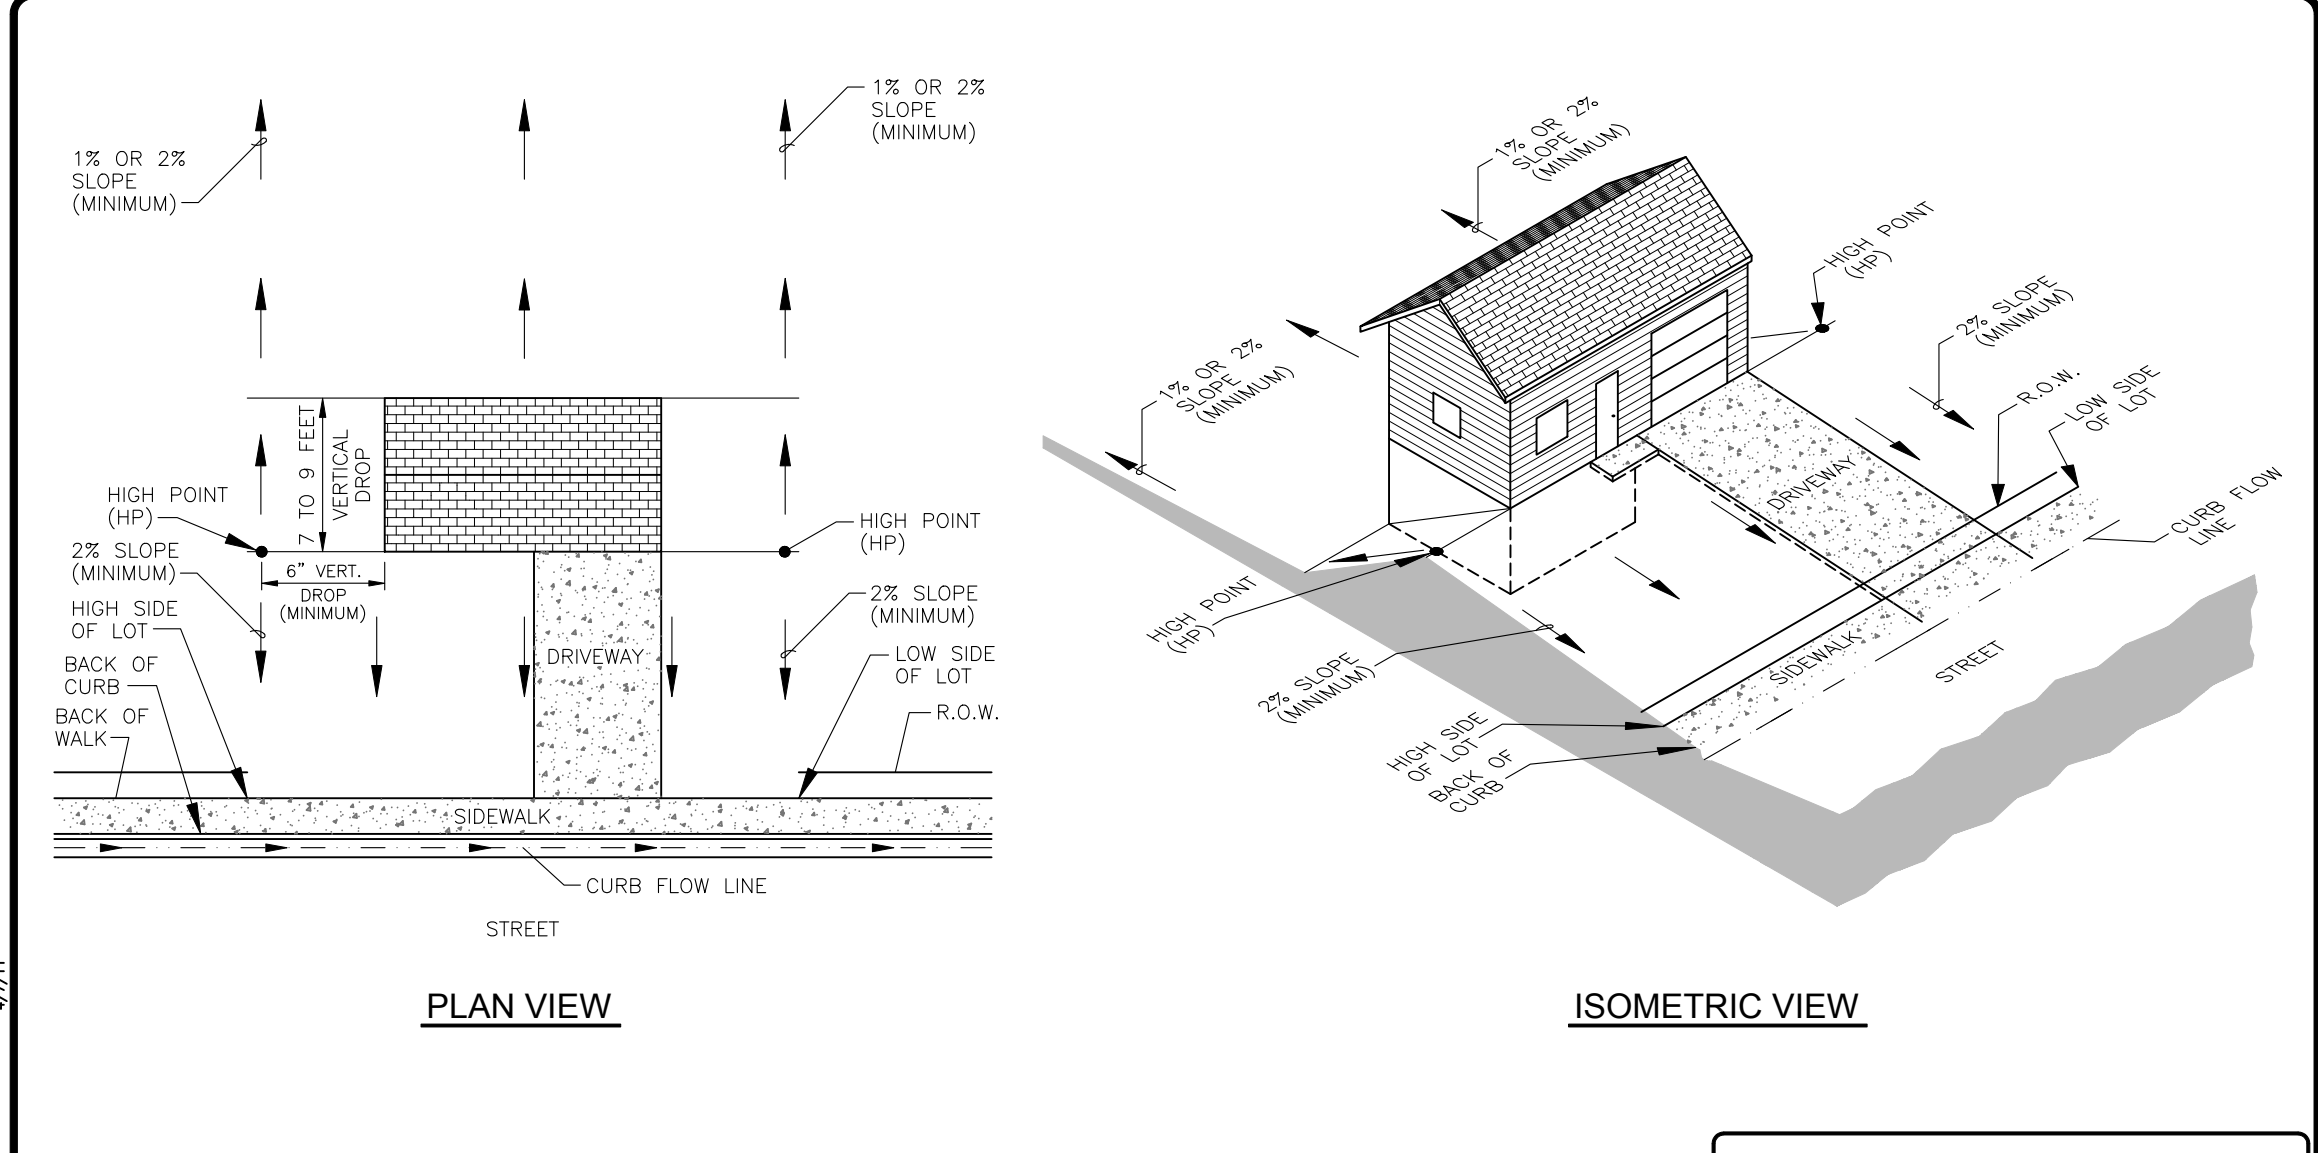 1% OR 2%
SLOPE
(MINIMUM)
1% OR 2%
SLOPE
(MINIMUM)
7 TO 9 FEET
VERTICAL
DROP
HIGH POINT
(HP)
2% SLOPE
(MINIMUM)
HIGH SIDE
OF LOT
BACK OF
CURB
BACK OF
WALK
6” VERT.
DROP
(MINIMUM)
HIGH POINT
(HP)
2% SLOPE
(MINIMUM)
LOW SIDE
OF LOT
R.O.W.
DRIVEWAY
SIDEWALK
CURB FLOW LINE
STREET
PLAN VIEW
1% OR 2%
SLOPE
(MINIMUM)
HIGH POINT
(HP)
2% SLOPE
(MINIMUM)
R.O.W.
LOW SIDE
OF LOT
CURB FLOW
LINE
1% OR 2%
SLOPE
(MINIMUM)
DRIVEWAY
HIGH POINT
(HP)
2% SLOPE
(MINIMUM)
SIDEWALK
STREET
HIGH SIDE
OF LOT
BACK OF
CURB
ISOMETRIC VIEW